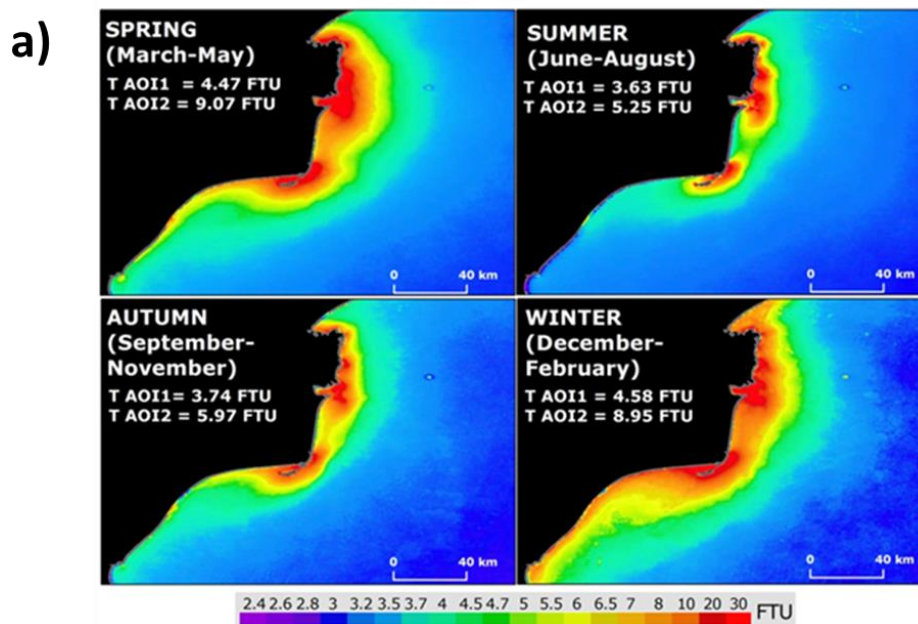 a)
SPRING
(March-May)
T AOI1 = 4.47 FTU
T AOI2 = 9.07 FTU
0 40 km
SUMMER
(June-August)
T AOI1 = 3.63 FTU
T AOI2 = 5.25 FTU
0 40 km
AUTUMN
(September-
November)
T AOI1= 3.74 FTU
T AOI2 = 5.97 FTU
0 40 km
WINTER
(December-
February)
T AOI1 = 4.58 FTU
T AOI2 = 8.95 FTU
0 40 km
2.4 2.6 2.8 3 3.2 3.5 3.7 4 4.5 4.7 5 5.5 6 6.5 7 8 10 20 30 FTU